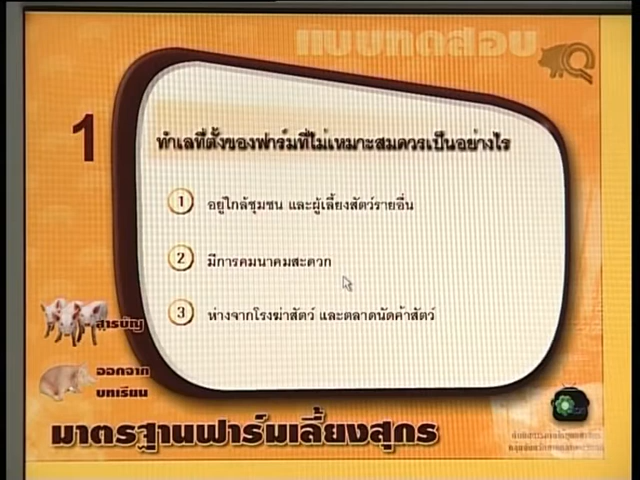 แบบทดสอบ
1
ทำเลที่ตั้งของฟาร์มที่ไม่เหมาะสมควรเป็นอย่างไร
1 อยู่ใกล้ชุมชน และผู้เลี้ยงสัตว์รายอื่น
2 มีการคมนาคมสะดวก
3 ห่างจากโรงฆ่าสัตว์ และตลาดนัดค้าสัตว์
สารบัญ
ออกจาก
บทเรียน
มาตรฐานฟาร์มเลี้ยงสุกร